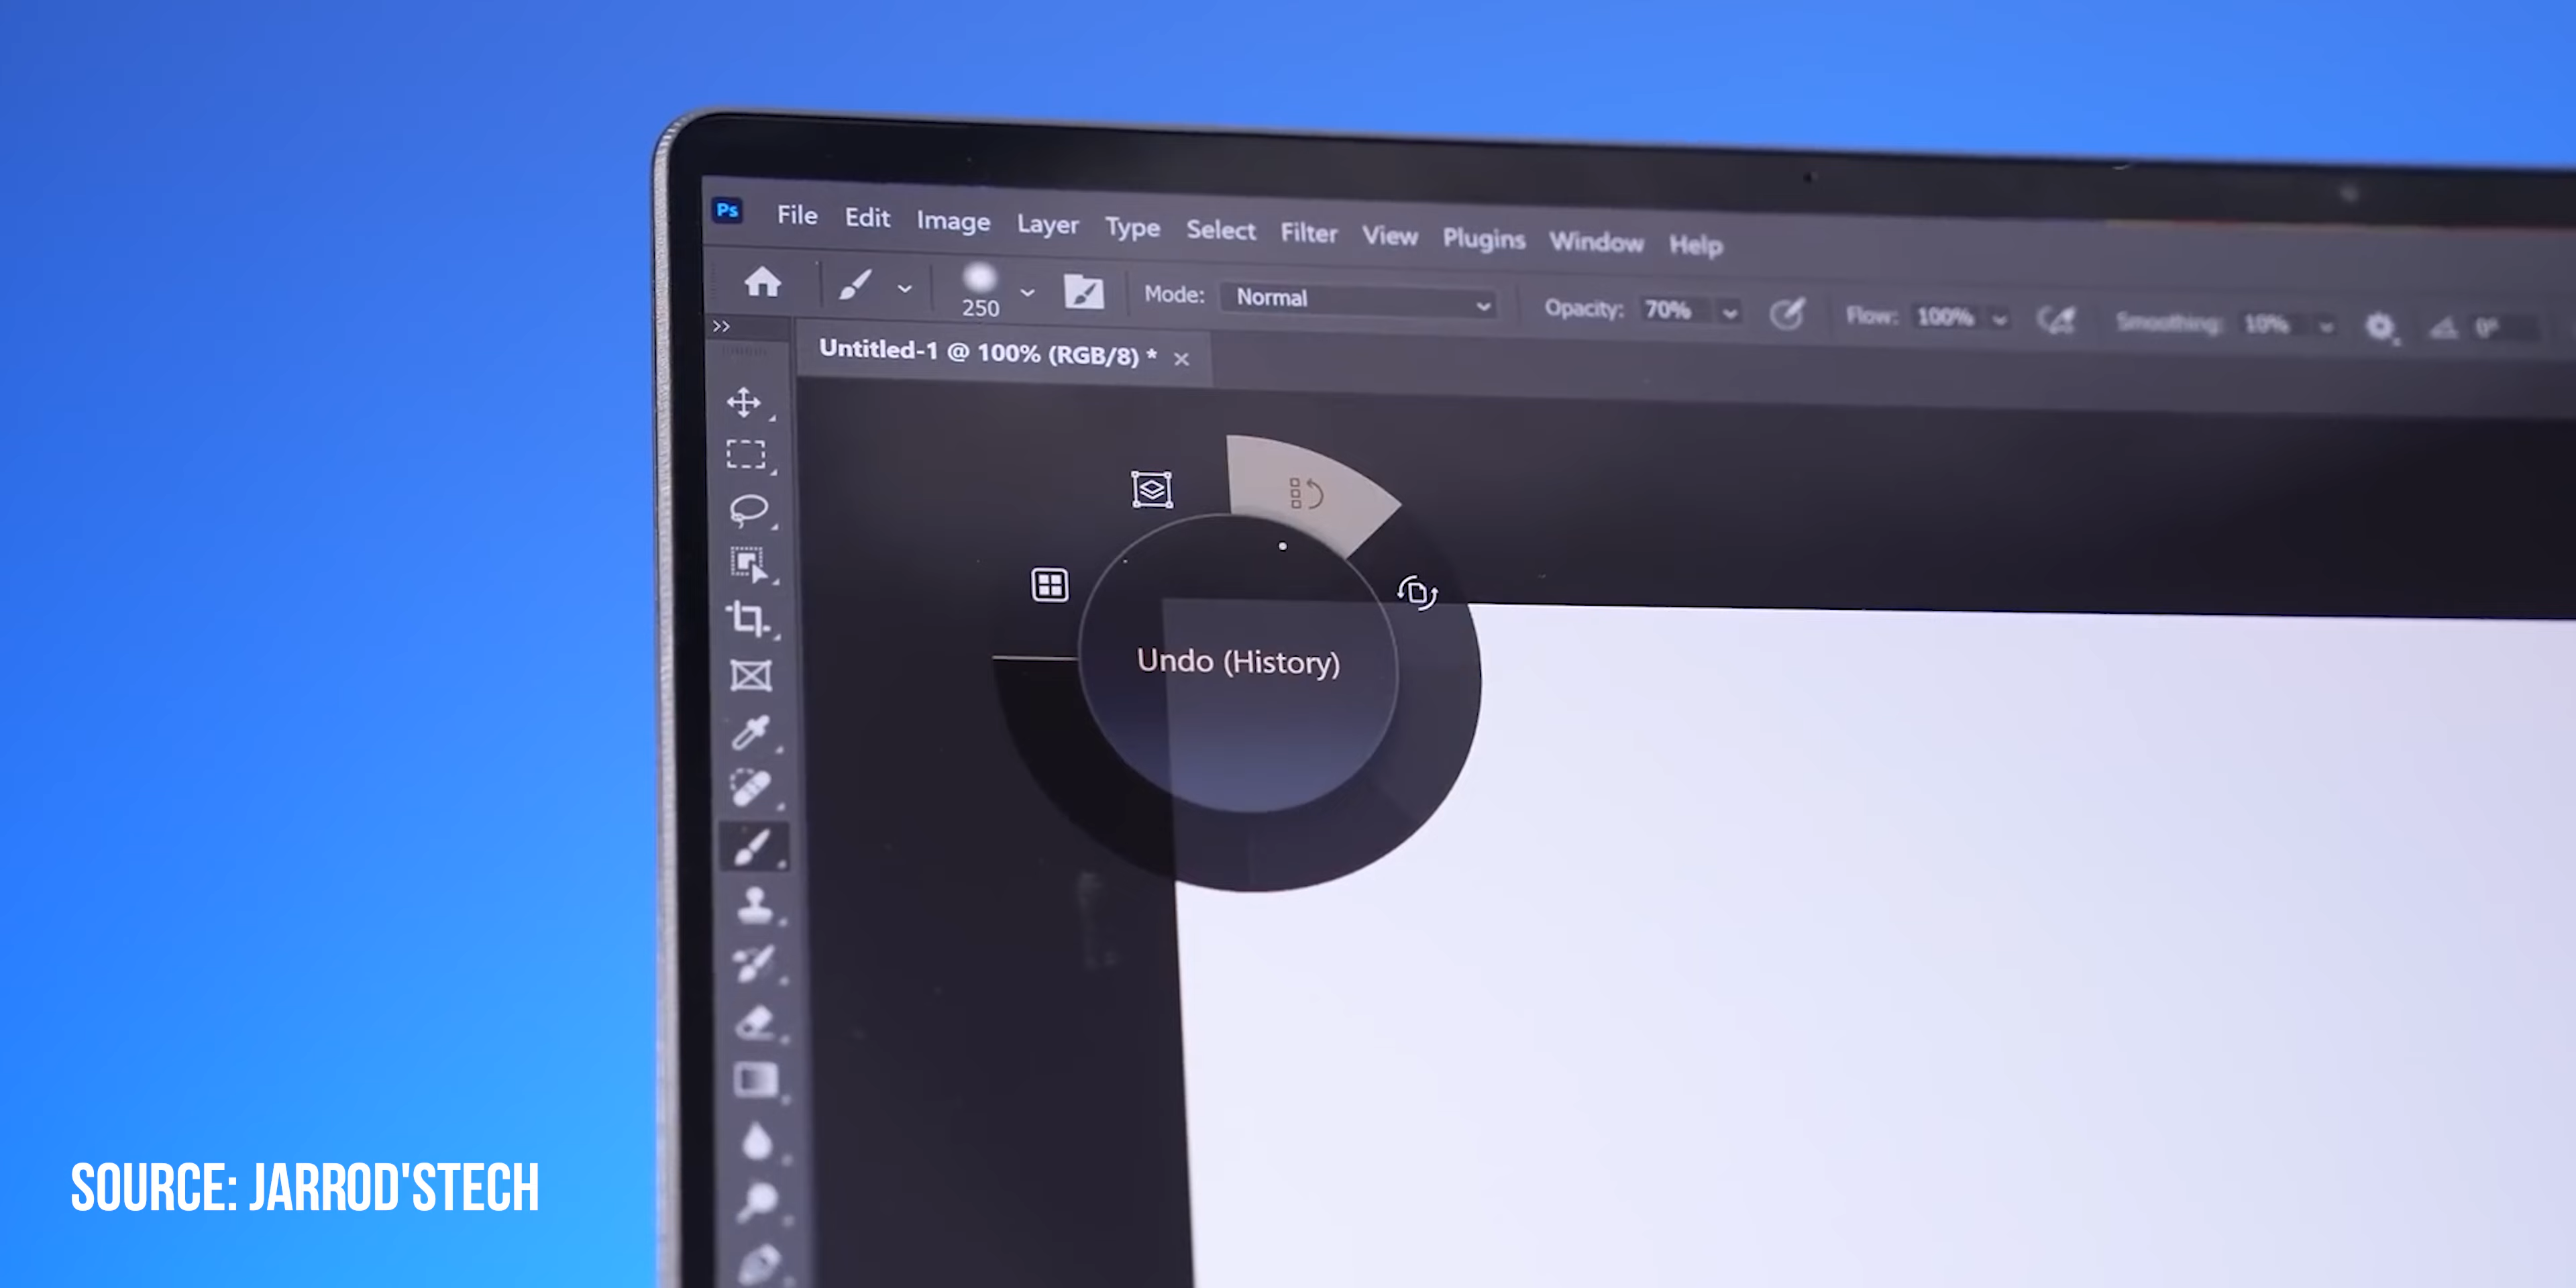 Ps File Edit Image Layer Type Select Filter View Plugins Window Help
250 Mode: Normal Opacity: 70% Flow: 100% Smoothing: 10% 0°
Untitled-1 @ 100% (RGB/8) *
Undo (History)
SOURCE: JARROD'STECH